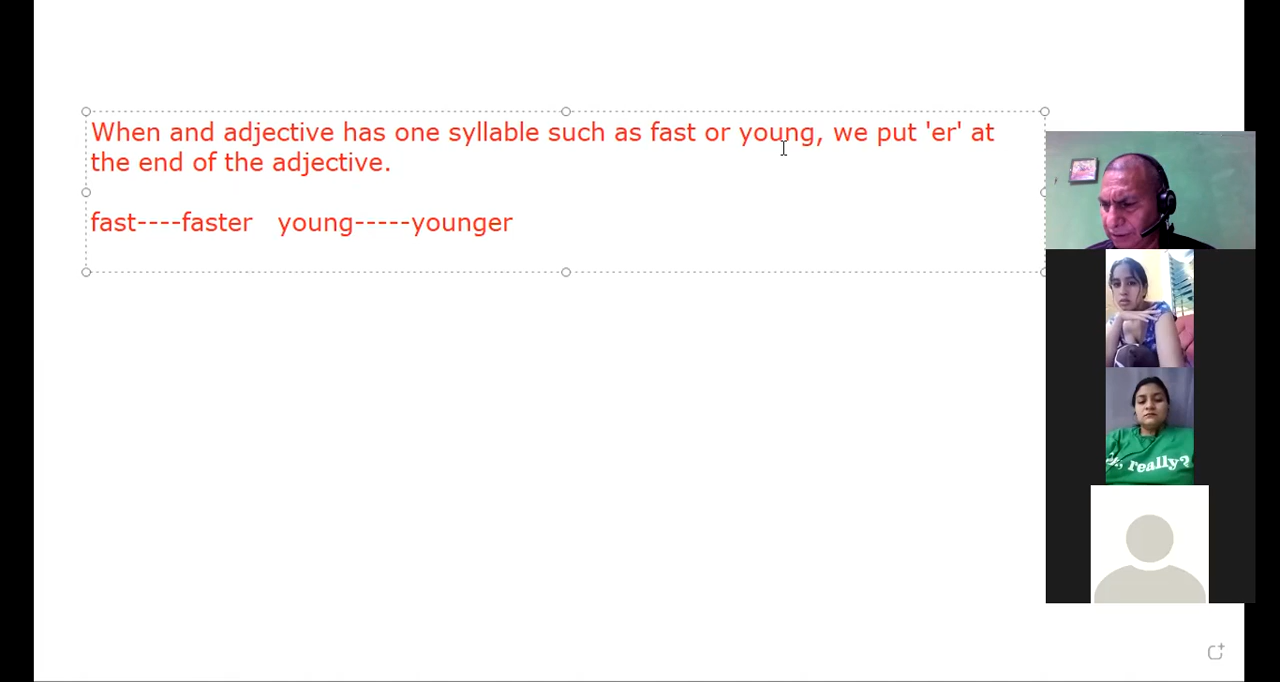 When and adjective has one syllable such as fast or young, we put 'er' at
the end of the adjective.
fast----faster young-----younger
really?